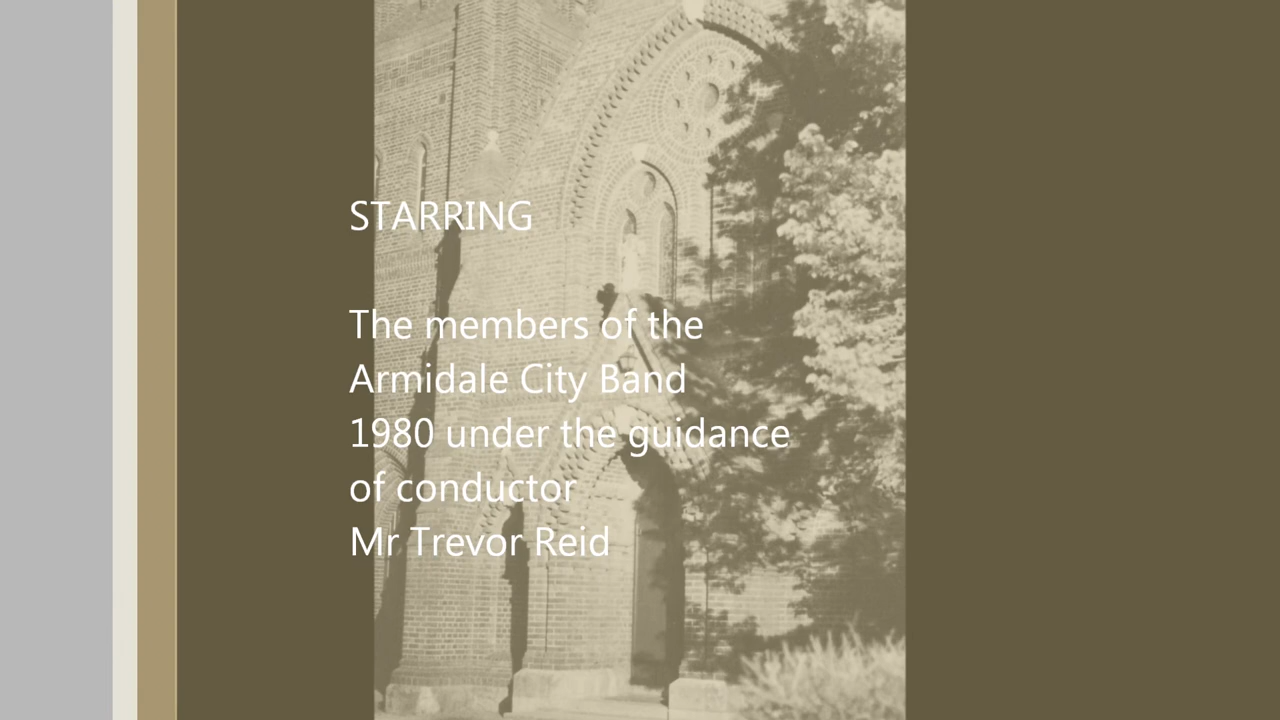 STARRING
The members of the
Armidale City Band
1980 under the guidance
of conductor
Mr Trevor Reid